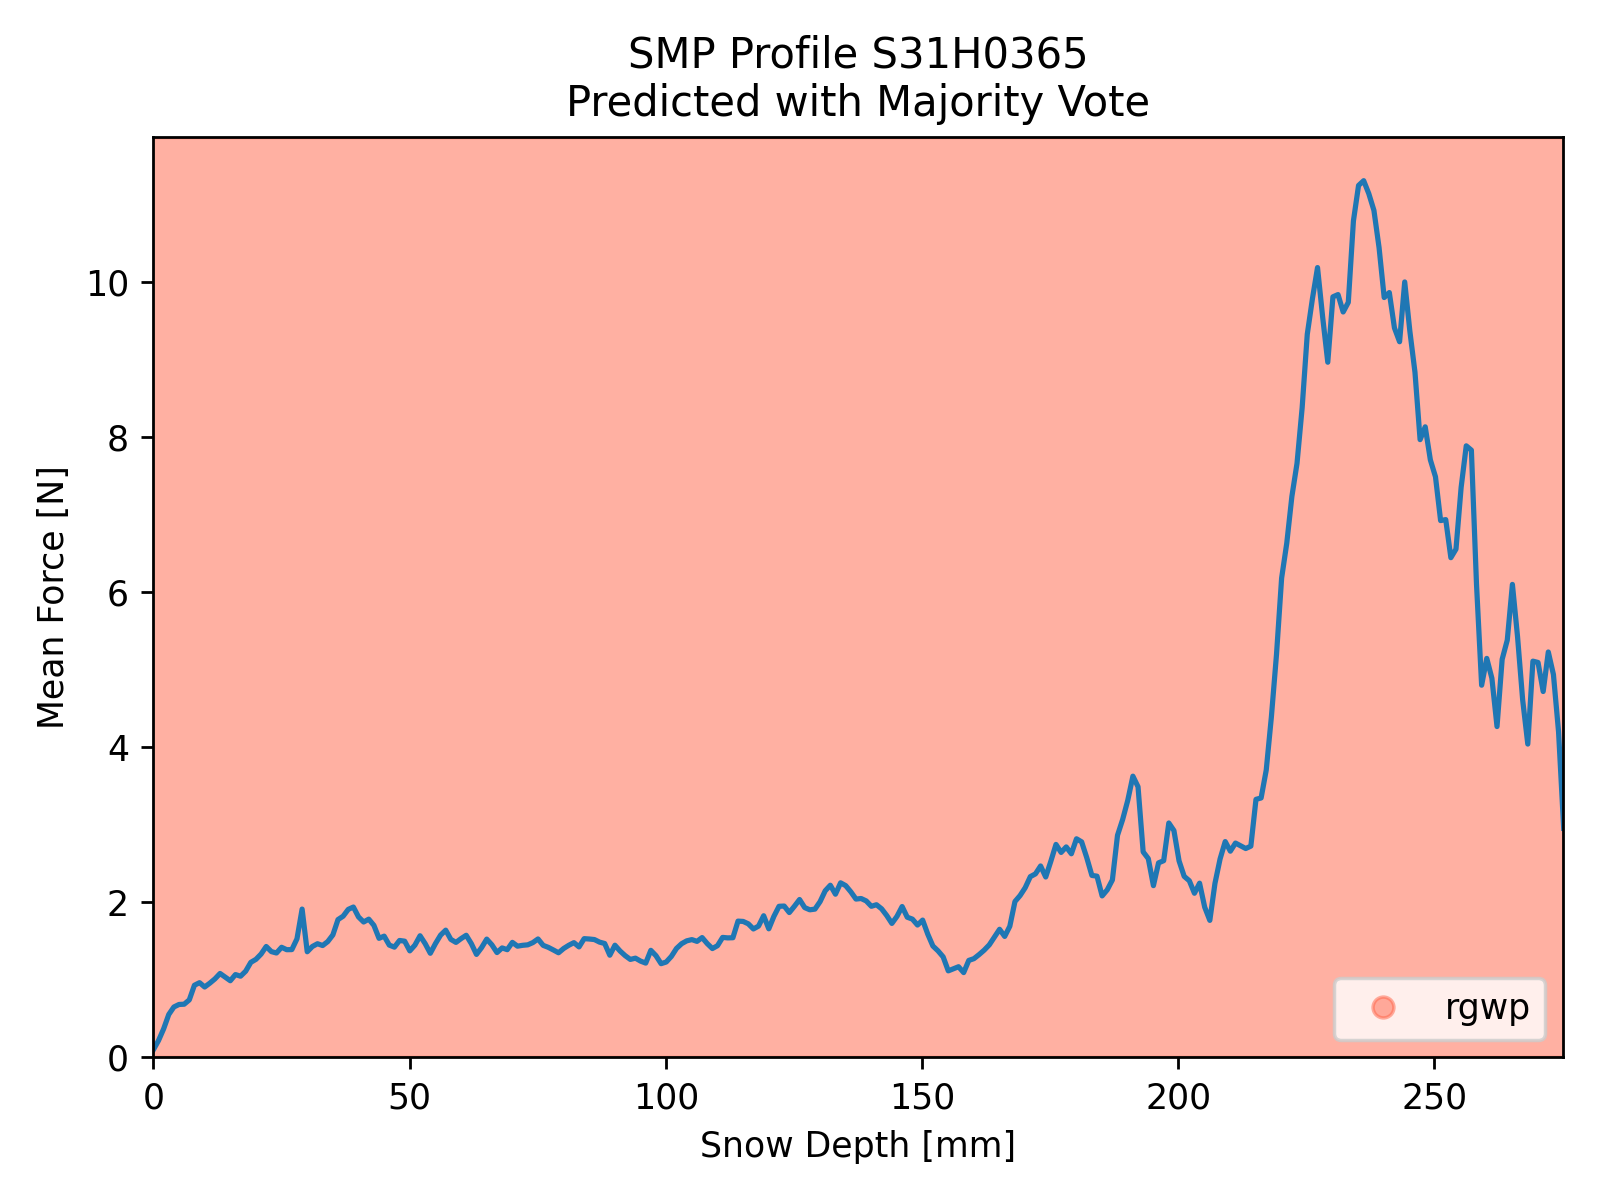 SMP Profile S31H0365
Predicted with Majority Vote
Mean Force [N]
10
8
6
4
2
0
rgwp
0 50 100 150 200 250
Snow Depth [mm]